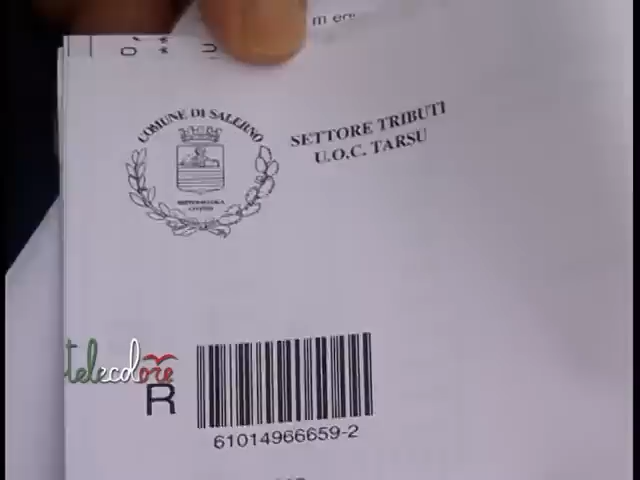 COMUNE DI SALERNO
SETTORE TRIBUTI
U.O.C. TARSU
telecolore
R
61014966659-2